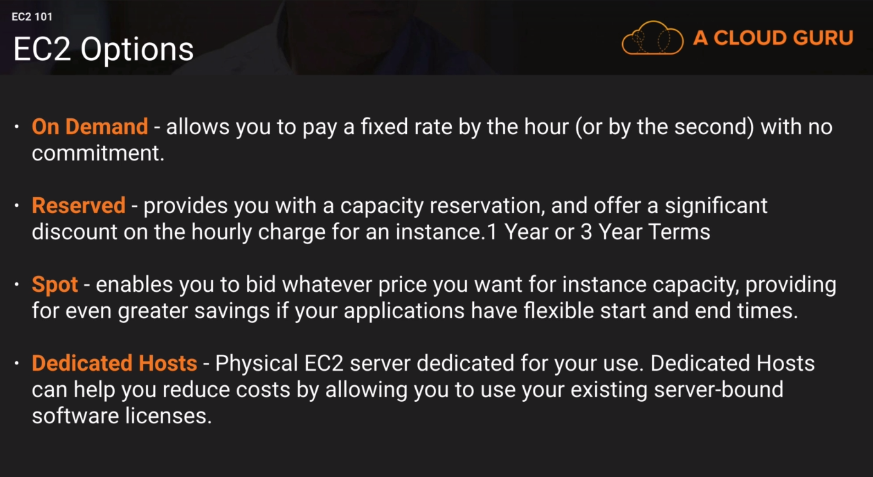 EC2 101
EC2 Options
A CLOUD GURU
• On Demand - allows you to pay a fixed rate by the hour (or by the second) with no
commitment.
• Reserved - provides you with a capacity reservation, and offer a significant
discount on the hourly charge for an instance.1 Year or 3 Year Terms
• Spot - enables you to bid whatever price you want for instance capacity, providing
for even greater savings if your applications have flexible start and end times.
• Dedicated Hosts - Physical EC2 server dedicated for your use. Dedicated Hosts
can help you reduce costs by allowing you to use your existing server-bound
software licenses.